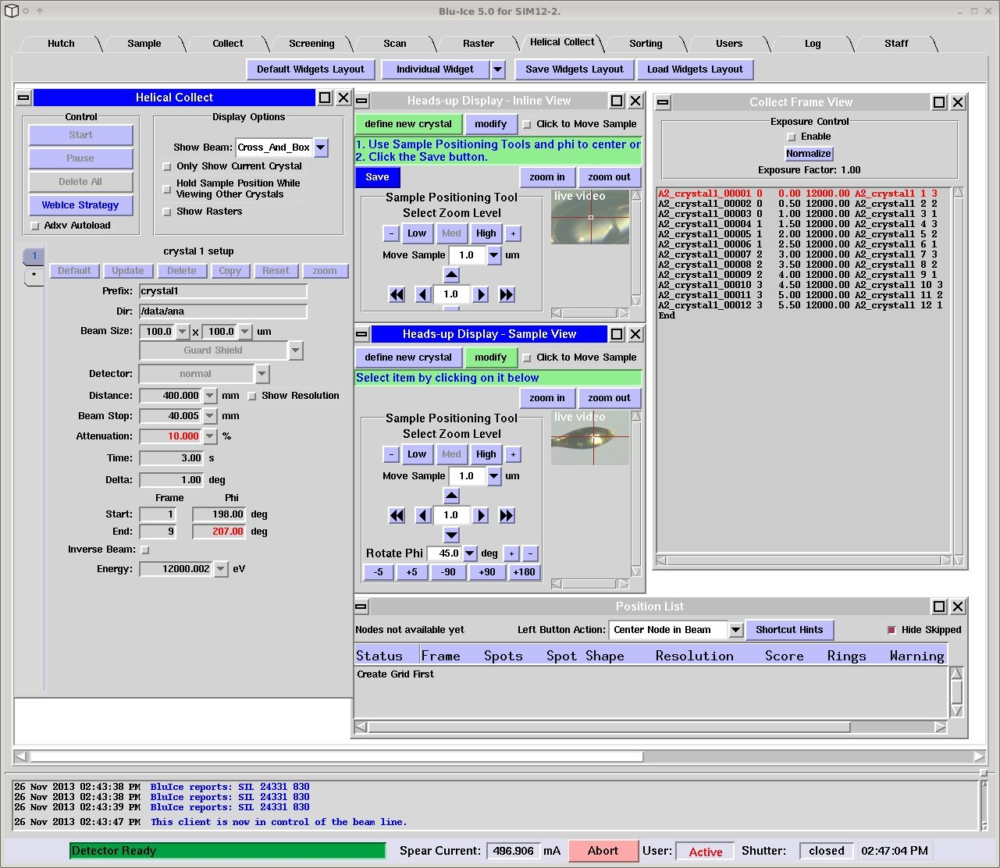 Blu-Ice 5.0 for SIM12-2.
Hutch Sample Collect Screening Scan Raster Helical Collect Sorting Users Log Staff
Default Widgets Layout Individual Widget Save Widgets Layout Load Widgets Layout
Helical Collect
Control
Start
Pause
Delete All
WebIce Strategy
Adxv Autoload
Display Options
Show Beam: Cross_And_Box
Only Show Current Crystal
Hold Sample Position While
Viewing Other Crystals
Show Rasters
1
*
crystal 1 setup
Default Update Delete Copy Reset zoom
Prefix: crystal1
Dir: /data/ana
Beam Size: 100.0 x 100.0 um
Guard Shield
Detector: normal
Distance: 400.000 mm Show Resolution
Beam Stop: 40.005 mm
Attenuation: 10.000 %
Time: 3.00 s
Delta: 1.00 deg
Frame Phi
Start: 1 198.00 deg
End: 9 207.00 deg
Inverse Beam:
Energy: 12000.002 eV
Heads-up Display - Inline View
define new crystal modify Click to Move Sample
1. Use Sample Positioning Tools and phi to center or
2. Click the Save button.
Save zoom in zoom out
Sample Positioning Tool
Select Zoom Level
- Low Med High +
Move Sample 1.0 um
1.0
live video
Heads-up Display - Sample View
define new crystal modify Click to Move Sample
Select item by clicking on it below
zoom in zoom out
Sample Positioning Tool
Select Zoom Level
- Low Med High +
Move Sample 1.0 um
1.0
Rotate Phi 45.0 deg + -
-5 +5 -90 +90 +180
live video
Collect Frame View
Exposure Control
Enable
Normalize
Exposure Factor: 1.00
A2_crystal1_00001 0 0.00 12000.00 A2_crystal1 1 3
A2_crystal1_00002 0 0.50 12000.00 A2_crystal1 2 2
A2_crystal1_00003 0 1.00 12000.00 A2_crystal1 3 1
A2_crystal1_00004 1 1.50 12000.00 A2_crystal1 4 3
A2_crystal1_00005 1 2.00 12000.00 A2_crystal1 5 2
A2_crystal1_00006 1 2.50 12000.00 A2_crystal1 6 1
A2_crystal1_00007 2 3.00 12000.00 A2_crystal1 7 3
A2_crystal1_00008 2 3.50 12000.00 A2_crystal1 8 2
A2_crystal1_00009 2 4.00 12000.00 A2_crystal1 9 1
A2_crystal1_00010 3 4.50 12000.00 A2_crystal1 10 3
A2_crystal1_00011 3 5.00 12000.00 A2_crystal1 11 2
A2_crystal1_00012 3 5.50 12000.00 A2_crystal1 12 1
End
Position List
Nodes not available yet Left Button Action: Center Node in Beam Shortcut Hints Hide Skipped
Status Frame Spots Spot Shape Resolution Score Rings Warning
Create Grid First
26 Nov 2013 02:43:38 PM BluIce reports: SIL 24331 830
26 Nov 2013 02:43:38 PM BluIce reports: SIL 24331 830
26 Nov 2013 02:43:39 PM BluIce reports: SIL 24331 830
26 Nov 2013 02:43:47 PM This client is now in control of the beam line.
Detector Ready Spear Current: 496.906 mA Abort User: Active Shutter: closed 02:47:04 PM